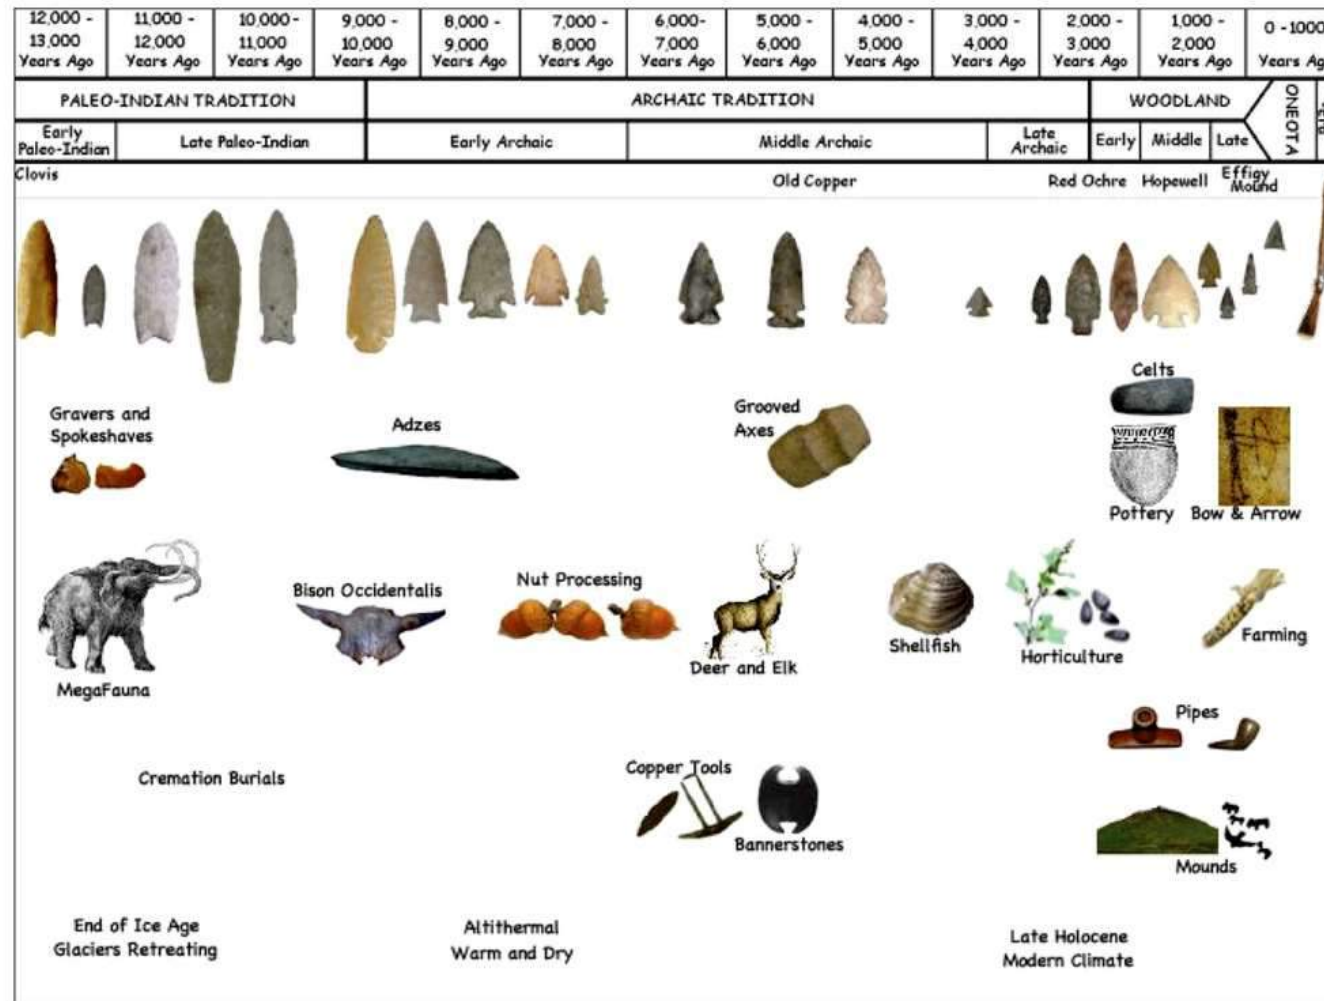 12,000 -
13,000
Years Ago
11,000 -
12,000
Years Ago
10,000-
11,000
Years Ago
9,000 -
10,000
Years Ago
8,000 -
9,000
Years Ago
7,000 -
8,000
Years Ago
6,000-
7,000
Years Ago
5,000 -
6,000
Years Ago
4,000 -
5,000
Years Ago
3,000 -
4,000
Years Ago
2,000 -
3,000
Years Ago
1,000 -
2,000
Years Ago
0 -1000
Years Ag
PALEO-INDIAN TRADITION
ARCHAIC TRADITION
WOODLAND
ONEOTA
Early
Paleo-Indian
Late Paleo-Indian
Early Archaic
Middle Archaic
Late
Archaic
Early
Middle
Late
Clovis
Old Copper
Red Ochre
Hopewell
Effigy
Mound
Gravers and
Spokeshaves
Adzes
Grooved
Axes
Celts
Pottery
Bow & Arrow
MegaFauna
Bison Occidentalis
Nut Processing
Deer and Elk
Shellfish
Horticulture
Farming
Pipes
Cremation Burials
Copper Tools
Bannerstones
Mounds
End of Ice Age
Glaciers Retreating
Altithermal
Warm and Dry
Late Holocene
Modern Climate